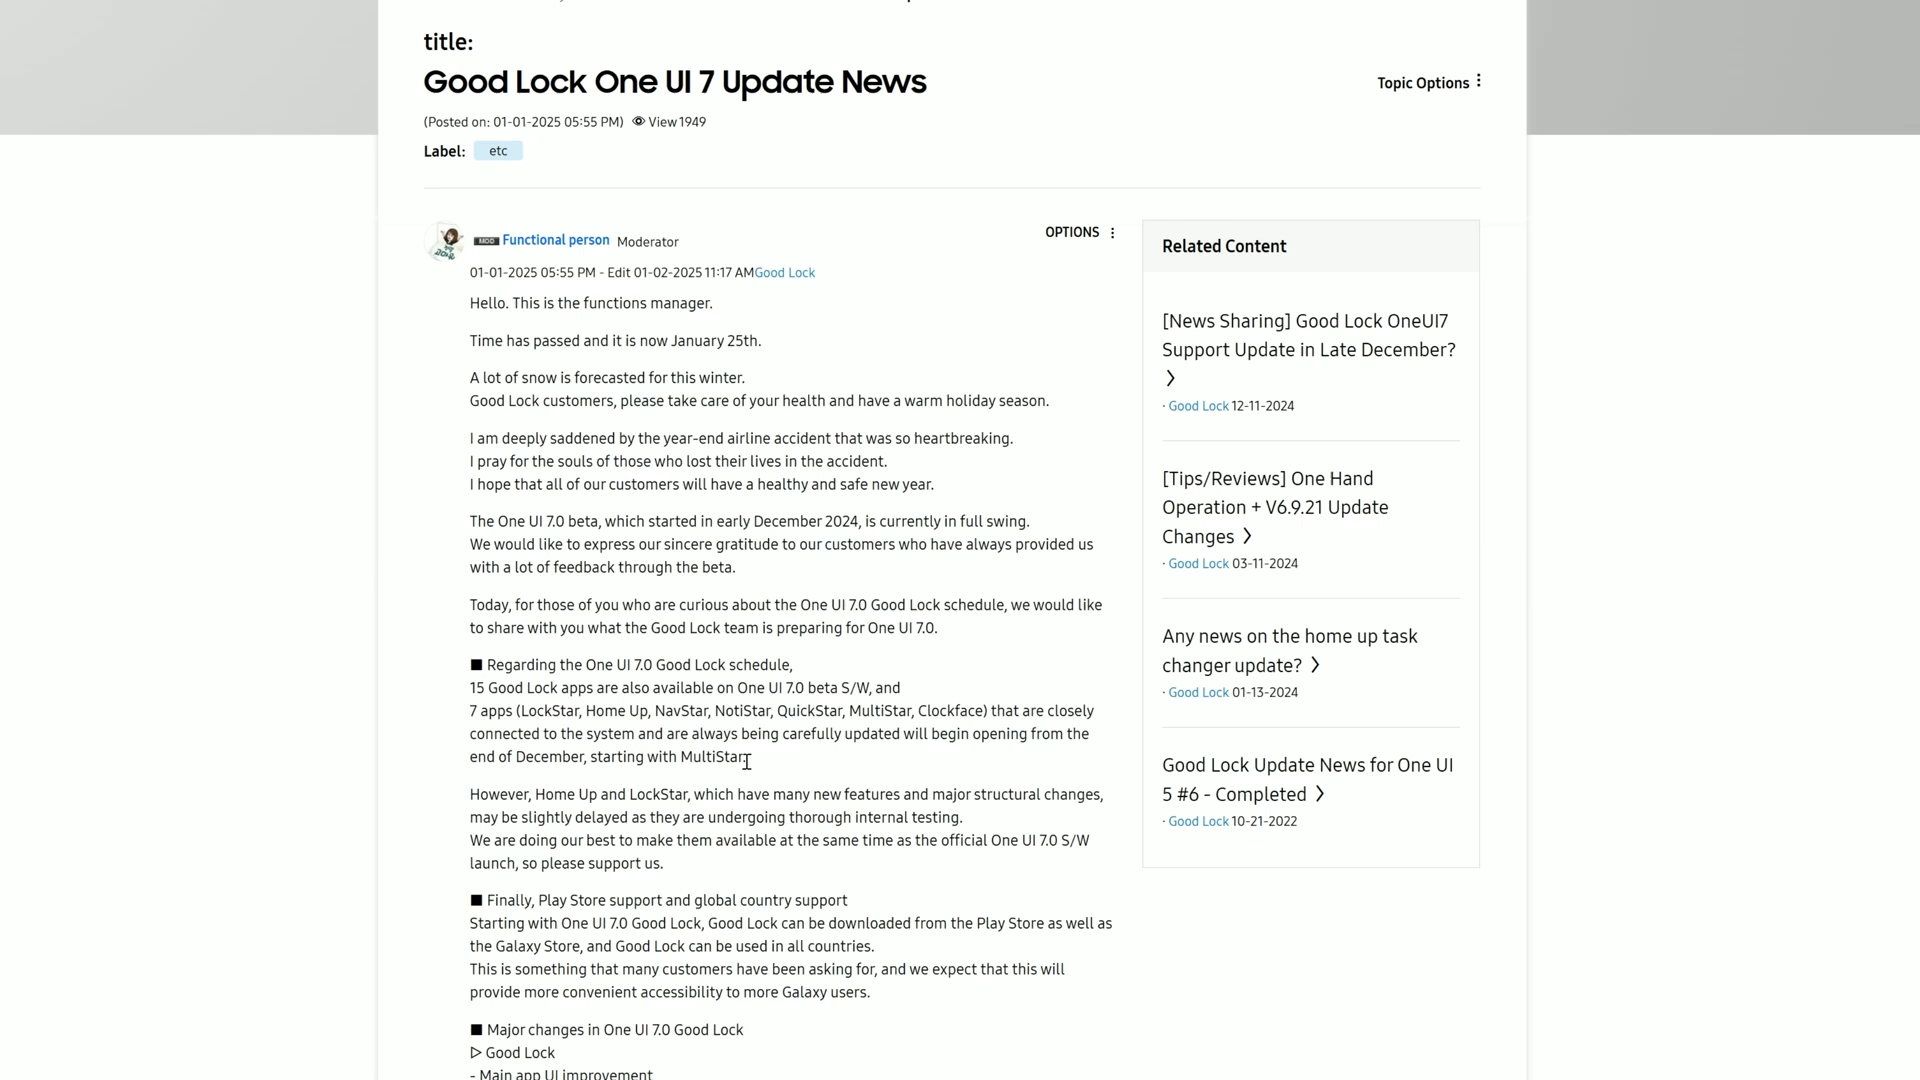 title:
Good Lock One UI 7 Update News
Topic Options
(Posted on: 01-01-2025 05:55 PM) View 1949
Label: etc
MOD Functional person Moderator
OPTIONS
01-01-2025 05:55 PM - Edit 01-02-2025 11:17 AMGood Lock
Hello. This is the functions manager.
Time has passed and it is now January 25th.
A lot of snow is forecasted for this winter.
Good Lock customers, please take care of your health and have a warm holiday season.
I am deeply saddened by the year-end airline accident that was so heartbreaking.
I pray for the souls of those who lost their lives in the accident.
I hope that all of our customers will have a healthy and safe new year.
The One UI 7.0 beta, which started in early December 2024, is currently in full swing.
We would like to express our sincere gratitude to our customers who have always provided us
with a lot of feedback through the beta.
Today, for those of you who are curious about the One UI 7.0 Good Lock schedule, we would like
to share with you what the Good Lock team is preparing for One UI 7.0.
■ Regarding the One UI 7.0 Good Lock schedule,
15 Good Lock apps are also available on One UI 7.0 beta S/W, and
7 apps (LockStar, Home Up, NavStar, NotiStar, QuickStar, MultiStar, Clockface) that are closely
connected to the system and are always being carefully updated will begin opening from the
end of December, starting with MultiStar.
However, Home Up and LockStar, which have many new features and major structural changes,
may be slightly delayed as they are undergoing thorough internal testing.
We are doing our best to make them available at the same time as the official One UI 7.0 S/W
launch, so please support us.
■ Finally, Play Store support and global country support
Starting with One UI 7.0 Good Lock, Good Lock can be downloaded from the Play Store as well as
the Galaxy Store, and Good Lock can be used in all countries.
This is something that many customers have been asking for, and we expect that this will
provide more convenient accessibility to more Galaxy users.
■ Major changes in One UI 7.0 Good Lock
▷ Good Lock
- Main app UI improvement
Related Content
[News Sharing] Good Lock OneUI7
Support Update in Late December?
· Good Lock 12-11-2024
[Tips/Reviews] One Hand
Operation + V6.9.21 Update
Changes
· Good Lock 03-11-2024
Any news on the home up task
changer update?
· Good Lock 01-13-2024
Good Lock Update News for One UI
5 #6 - Completed
· Good Lock 10-21-2022